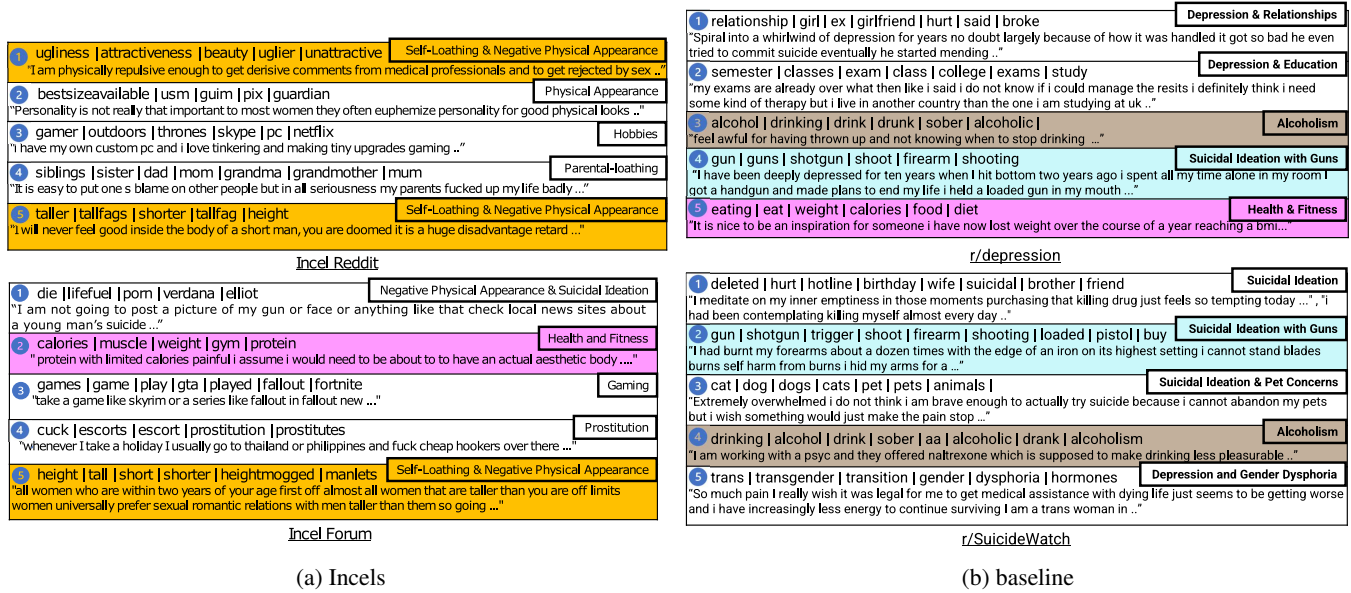 1 ugliness | attractiveness | beauty | uglier | unattractive Self-Loathing & Negative Physical Appearance
"I am physically repulsive enough to get derisive comments from medical professionals and to get rejected by sex .."
2 bestsizeavailable | usm | guim | pix | guardian Physical Appearance
"Personality is not really that important to most women they often euphemize personality for good physical looks .."
3 gamer | outdoors | thrones | skype | pc | netflix Hobbies
"i have my own custom pc and i love tinkering and making tiny upgrades gaming .."
4 siblings | sister | dad | mom | grandma | grandmother | mum Parental-loathing
"It is easy to put one s blame on other people but in all seriousness my parents fucked up my life badly ..."
5 taller | tallfags | shorter | tallfag | height Self-Loathing & Negative Physical Appearance
"I will never feel good inside the body of a short man, you are doomed it is a huge disadvantage retard ..."
Incel Reddit
1 die | lifefuel | porn | verdana | elliot Negative Physical Appearance & Suicidal Ideation
"I am not going to post a picture of my gun or face or anything like that check local news sites about
a young man's suicide ..."
2 calories | muscle | weight | gym | protein Health and Fitness
"protein with limited calories painful i assume i would need to be about to to have an actual aesthetic body ...."
3 games | game | play | gta | played | fallout | fortnite Gaming
"take a game like skyrim or a series like fallout in fallout new ..."
4 cuck | escorts | escort | prostitution | prostitutes Prostitution
"whenever I take a holiday I usually go to thailand or philippines and fuck cheap hookers over there ..."
5 height | tall | short | shorter | heightmogged | manlets Self-Loathing & Negative Physical Appearance
"all women who are within two years of your age first off almost all women that are taller than you are off limits
women universally prefer sexual romantic relations with men taller than them so going ..."
Incel Forum
(a) Incels
1 relationship | girl | ex | girlfriend | hurt | said | broke Depression & Relationships
"Spiral into a whirlwind of depression for years no doubt largely because of how it was handled it got so bad he even
tried to commit suicide eventually he started mending .."
2 semester | classes | exam | class | college | exams | study Depression & Education
"my exams are already over what then like i said i do not know if i could manage the resits i definitely think i need
some kind of therapy but i live in another country than the one i am studying at uk .."
3 alcohol | drinking | drink | drunk | sober | alcoholic | Alcoholism
"feel awful for having thrown up and not knowing when to stop drinking ..."
4 gun | guns | shotgun | shoot | firearm | shooting Suicidal Ideation with Guns
"I have been deeply depressed for ten years when I hit bottom two years ago i spent all my time alone in my room I
got a handgun and made plans to end my life i held a loaded gun in my mouth ..."
5 eating | eat | weight | calories | food | diet Health & Fitness
"It is nice to be an inspiration for someone i have now lost weight over the course of a year reaching a bmi..."
r/depression
1 deleted | hurt | hotline | birthday | wife | suicidal | brother | friend Suicidal Ideation
"I meditate on my inner emptiness in those moments purchasing that killing drug just feels so tempting today ..." , "i
had been contemplating killing myself almost every day .."
2 gun | shotgun | trigger | shoot | firearm | shooting | loaded | pistol | buy Suicidal Ideation with Guns
"I had burnt my forearms about a dozen times with the edge of an iron on its highest setting i cannot stand blades
burns self harm from burns i hid my arms for a ..."
3 cat | dog | dogs | cats | pet | pets | animals | Suicidal Ideation & Pet Concerns
"Extremely overwhelmed i do not think i am brave enough to actually try suicide because i cannot abandon my pets
but i wish something would just make the pain stop ..."
4 drinking | alcohol | drink | sober | aa | alcoholic | drank | alcoholism Alcoholism
"I am working with a psyc and they offered naltrexone which is supposed to make drinking less pleasurable .."
5 trans | transgender | transition | gender | dysphoria | hormones Depression and Gender Dysphoria
"So much pain I really wish it was legal for me to get medical assistance with dying life just seems to be getting worse
and i have increasingly less energy to continue surviving I am a trans woman in .."
r/SuicideWatch
(b) baseline